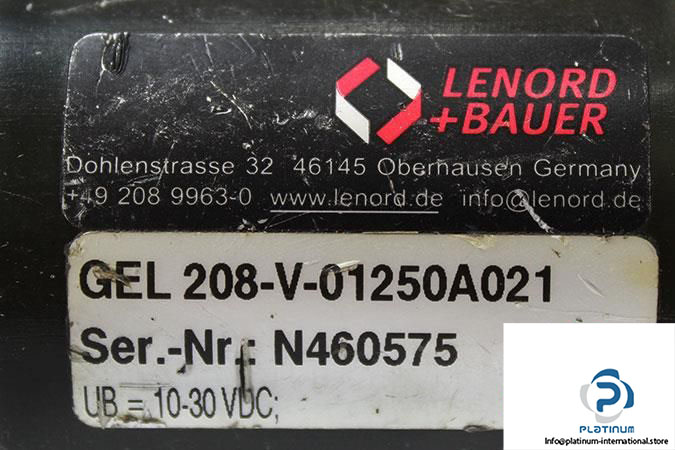 LENORD
+BAUER
Dohlenstrasse 32 46145 Oberhausen Germany
+49 208 9963-0 www.lenord.de info@lenord.de
GEL 208-V-01250A021
Ser.-Nr.: N460575
UB = 10-30 VDC;
PLATINUM
Info@platinum-international.store